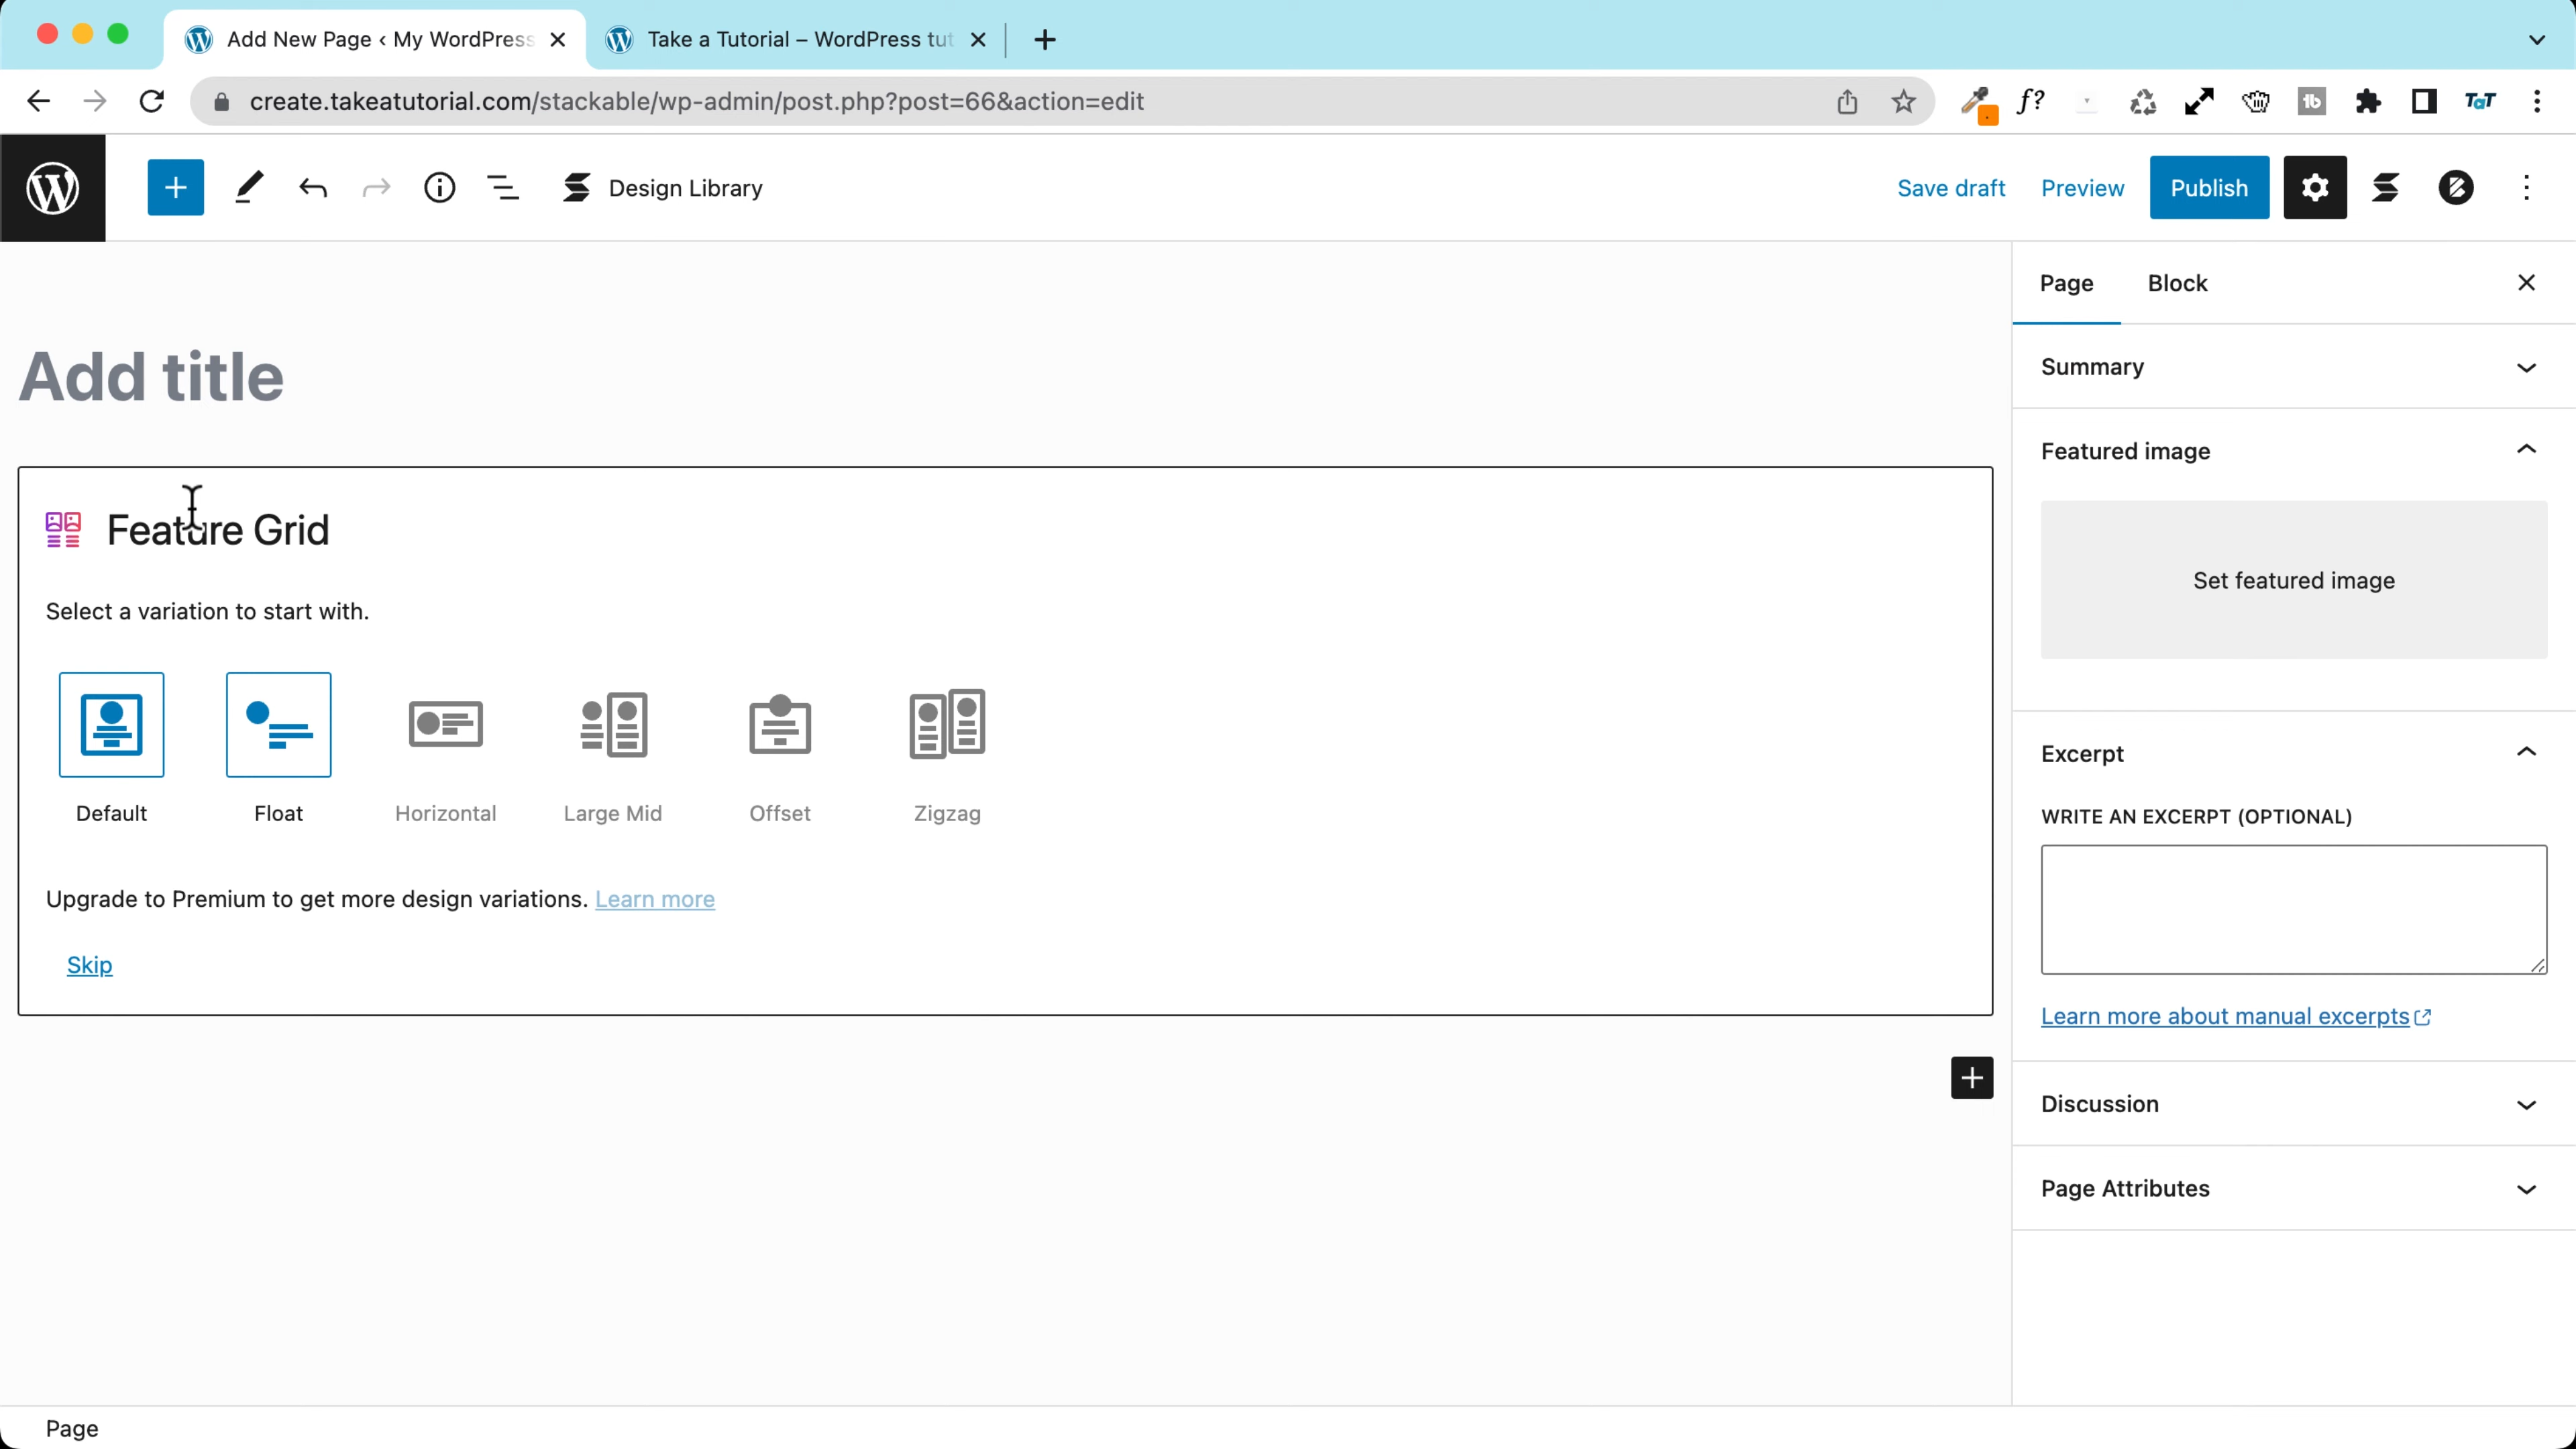 Add New Page ‹ My WordPress
Take a Tutorial – WordPress tut
create.takeatutorial.com/stackable/wp-admin/post.php?post=66&action=edit
f?
tb
TaT
Design Library
Save draft
Preview
Publish
Page
Block
Add title
Summary
Featured image
Feature Grid
Set featured image
Select a variation to start with.
Default
Float
Horizontal
Large Mid
Offset
Zigzag
Excerpt
WRITE AN EXCERPT (OPTIONAL)
Upgrade to Premium to get more design variations. Learn more
Skip
Learn more about manual excerpts
Discussion
Page Attributes
Page